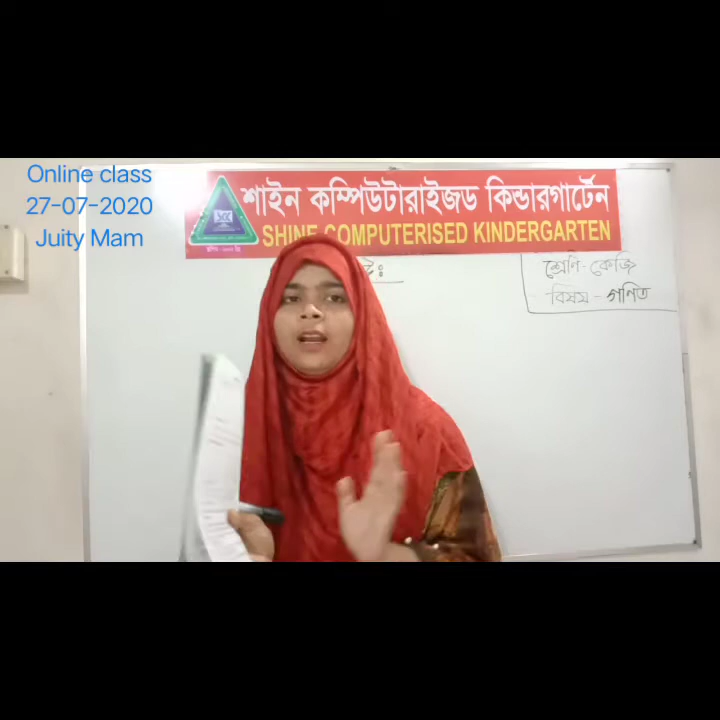 Online class
27-07-2020
Juity Mam
শাইন কম্পিউটারাইজড কিন্ডারগার্টেন
SHINE COMPUTERISED KINDERGARTEN
শ্রেণি - কেজি
বিষয় - গণিত